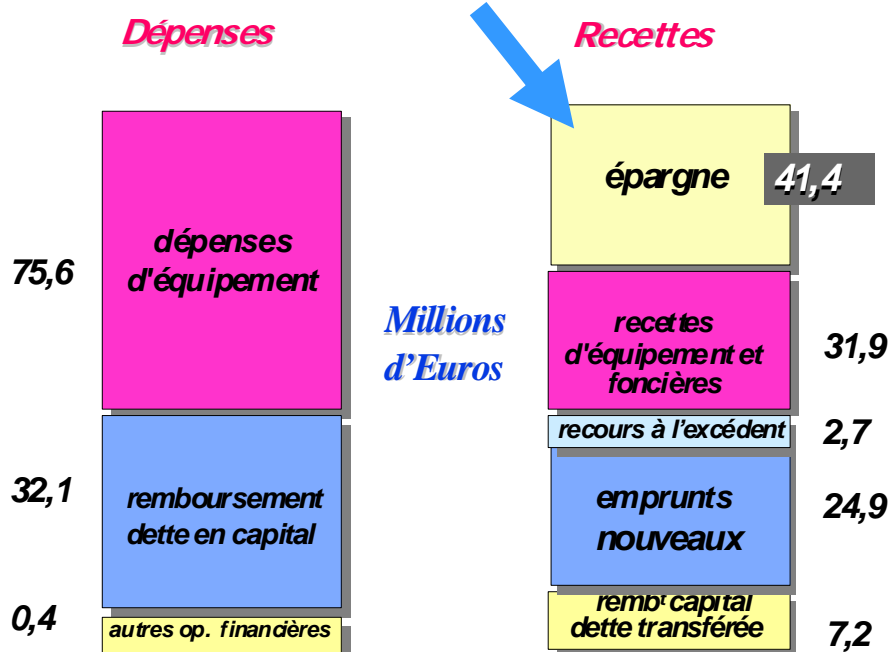 Dépenses
Recettes
75,6
dépenses
d'équipement
32,1
remboursement
dette en capital
0,4
autres op. financières
Millions
d’Euros
épargne
41,4
recettes
d'équipement et
foncières
31,9
recours à l’excédent
2,7
emprunts
nouveaux
24,9
rembᵗ capital
dette transférée
7,2